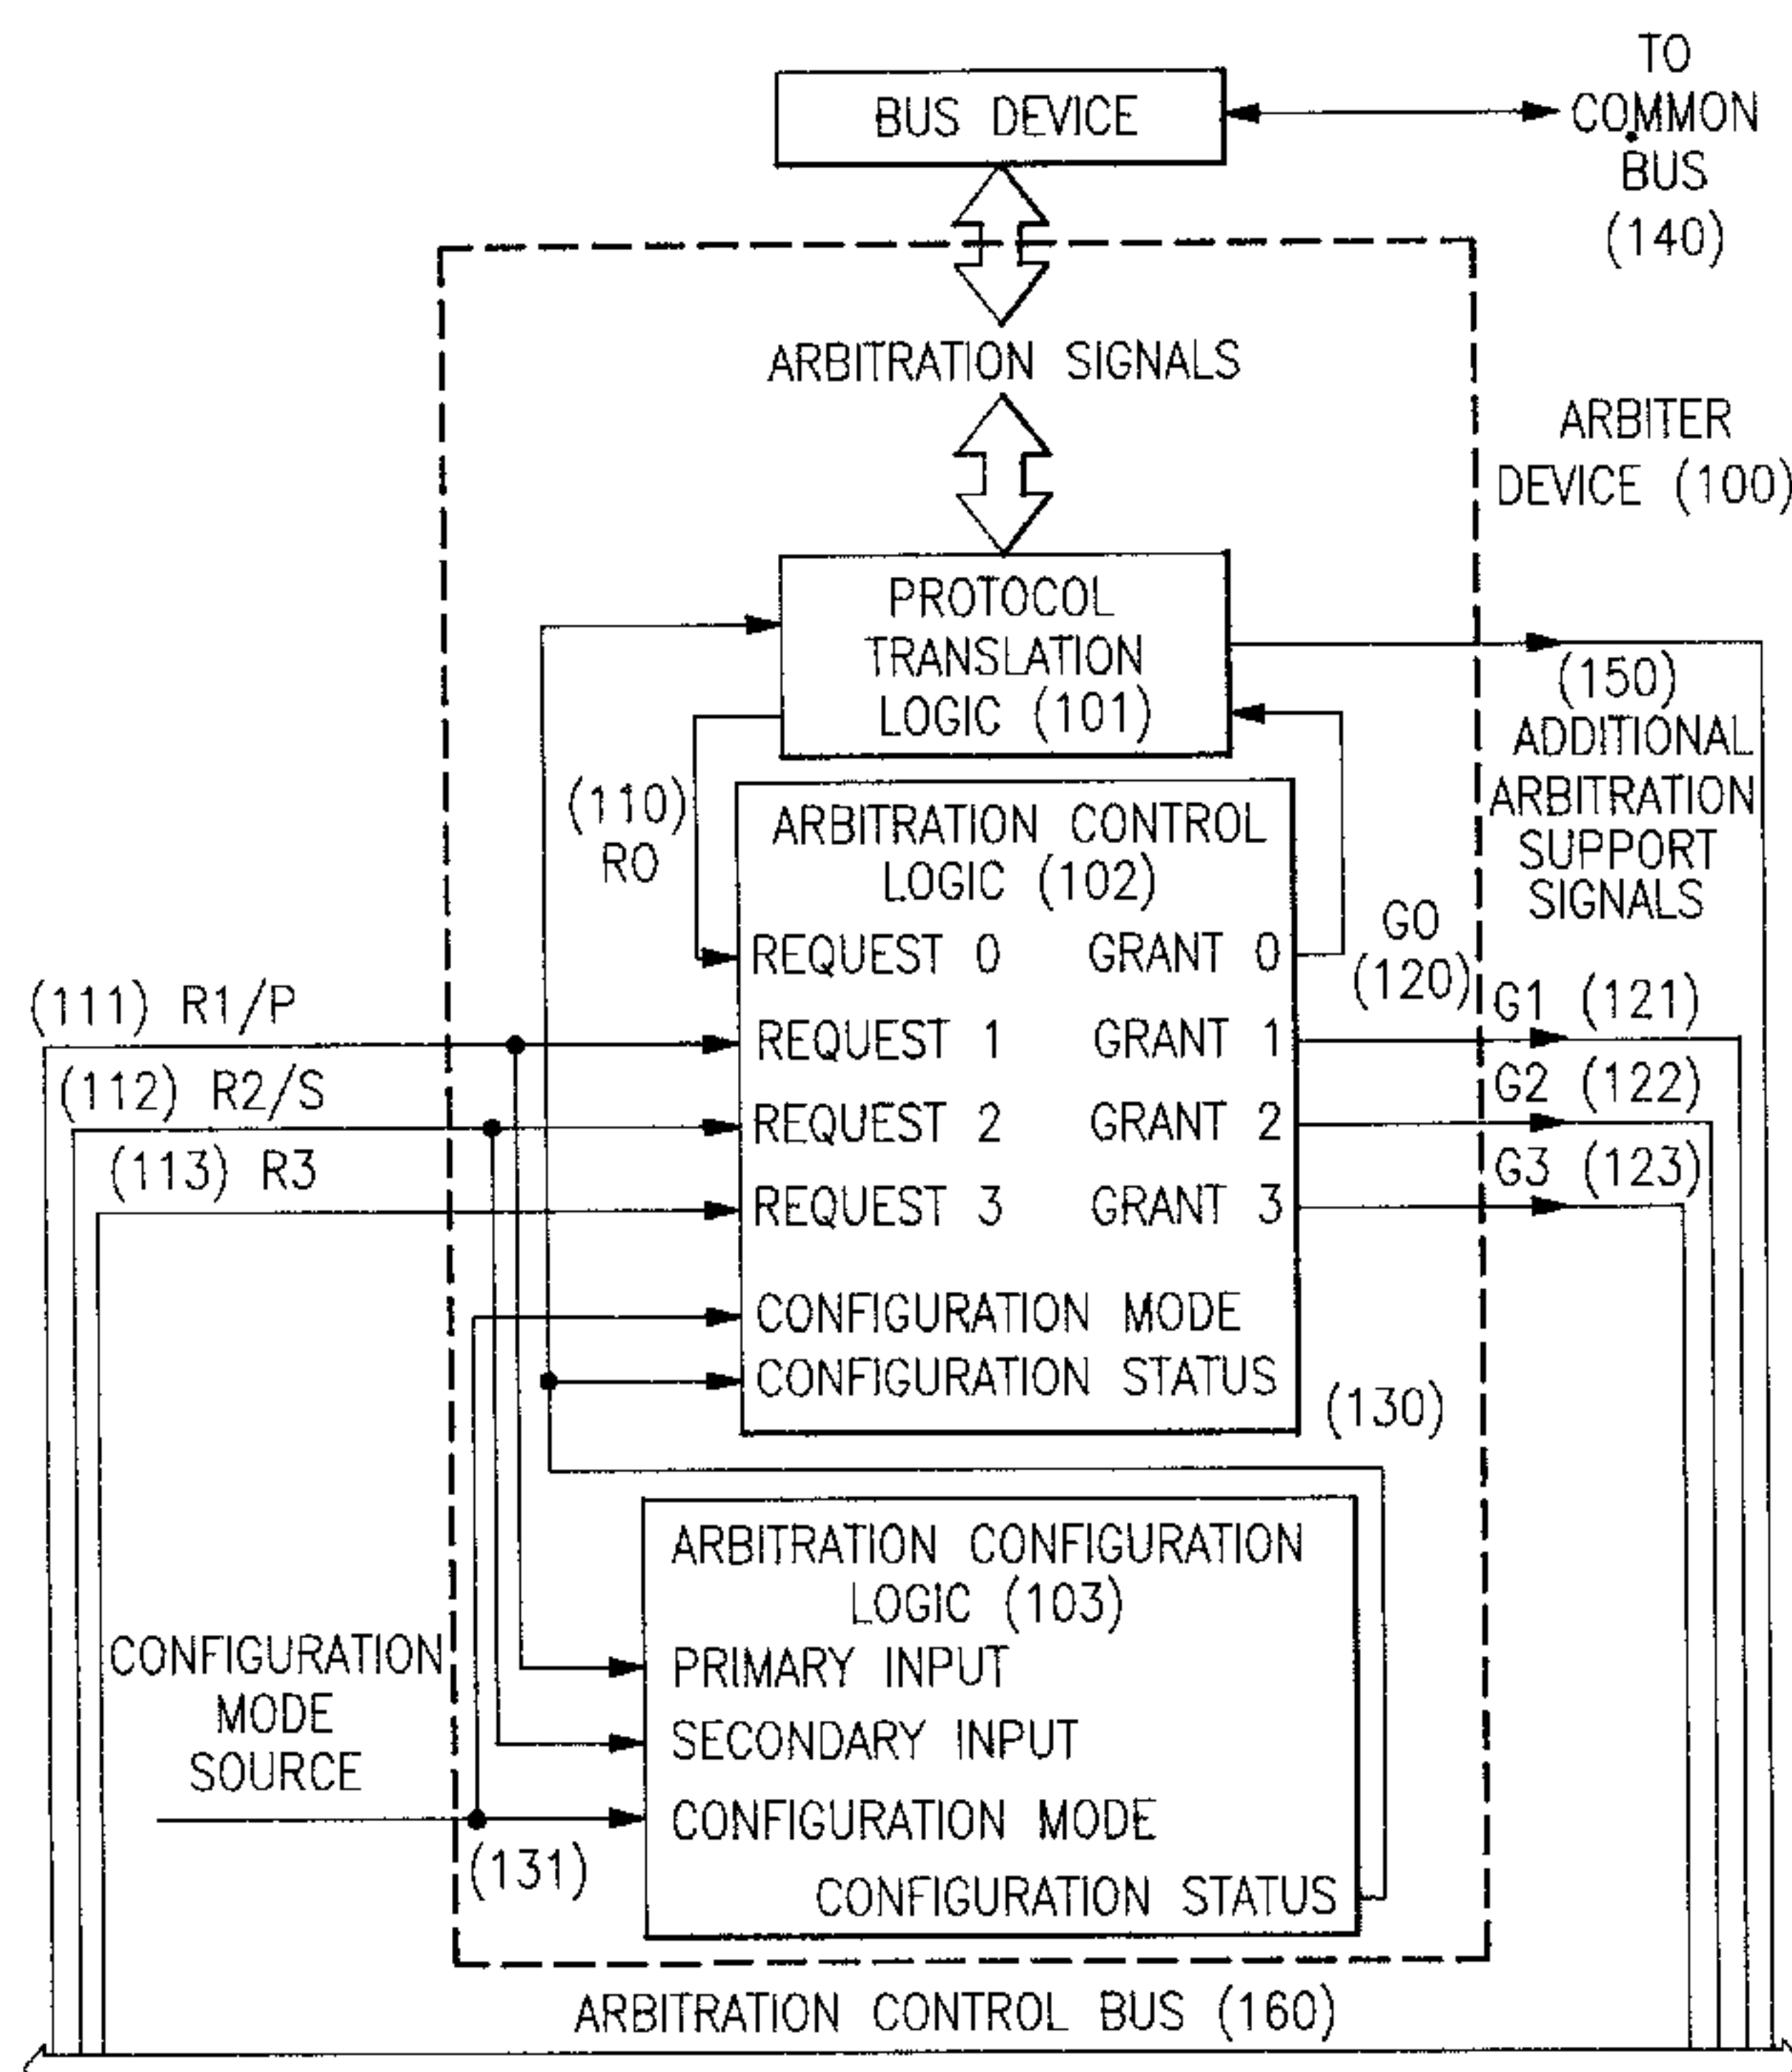 BUS DEVICE
TO
COMMON
BUS
(140)
ARBITRATION SIGNALS
ARBITER
DEVICE (100)
PROTOCOL
TRANSLATION
LOGIC (101)
(150)
ADDITIONAL
ARBITRATION
SUPPORT
SIGNALS
(110)
R0
ARBITRATION CONTROL
LOGIC (102)
REQUEST 0 GRANT 0
G0
(120)
(111) R1/P
REQUEST 1 GRANT 1
G1 (121)
(112) R2/S
REQUEST 2 GRANT 2
G2 (122)
(113) R3
REQUEST 3 GRANT 3
G3 (123)
CONFIGURATION MODE
CONFIGURATION STATUS
(130)
ARBITRATION CONFIGURATION
LOGIC (103)
PRIMARY INPUT
SECONDARY INPUT
CONFIGURATION MODE
CONFIGURATION STATUS
CONFIGURATION
MODE
SOURCE
(131)
ARBITRATION CONTROL BUS (160)